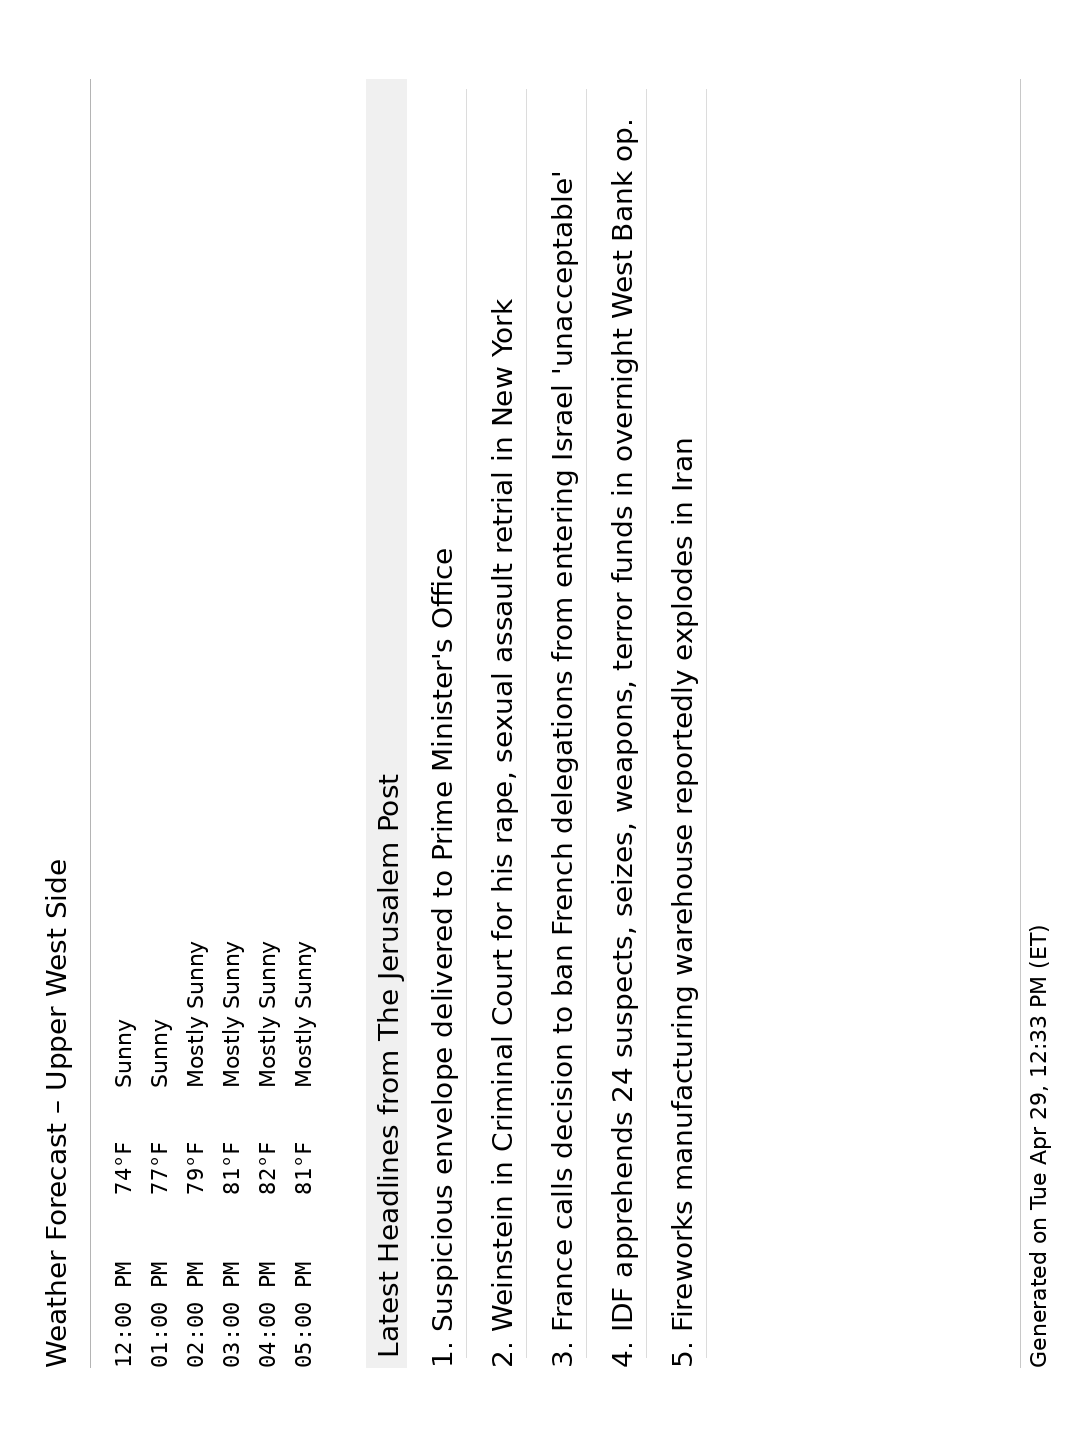 Weather Forecast – Upper West Side
12:00 PM 74°F Sunny
01:00 PM 77°F Sunny
02:00 PM 79°F Mostly Sunny
03:00 PM 81°F Mostly Sunny
04:00 PM 82°F Mostly Sunny
05:00 PM 81°F Mostly Sunny
Latest Headlines from The Jerusalem Post
1. Suspicious envelope delivered to Prime Minister's Office
2. Weinstein in Criminal Court for his rape, sexual assault retrial in New York
3. France calls decision to ban French delegations from entering Israel 'unacceptable'
4. IDF apprehends 24 suspects, seizes, weapons, terror funds in overnight West Bank op.
5. Fireworks manufacturing warehouse reportedly explodes in Iran
Generated on Tue Apr 29, 12:33 PM (ET)